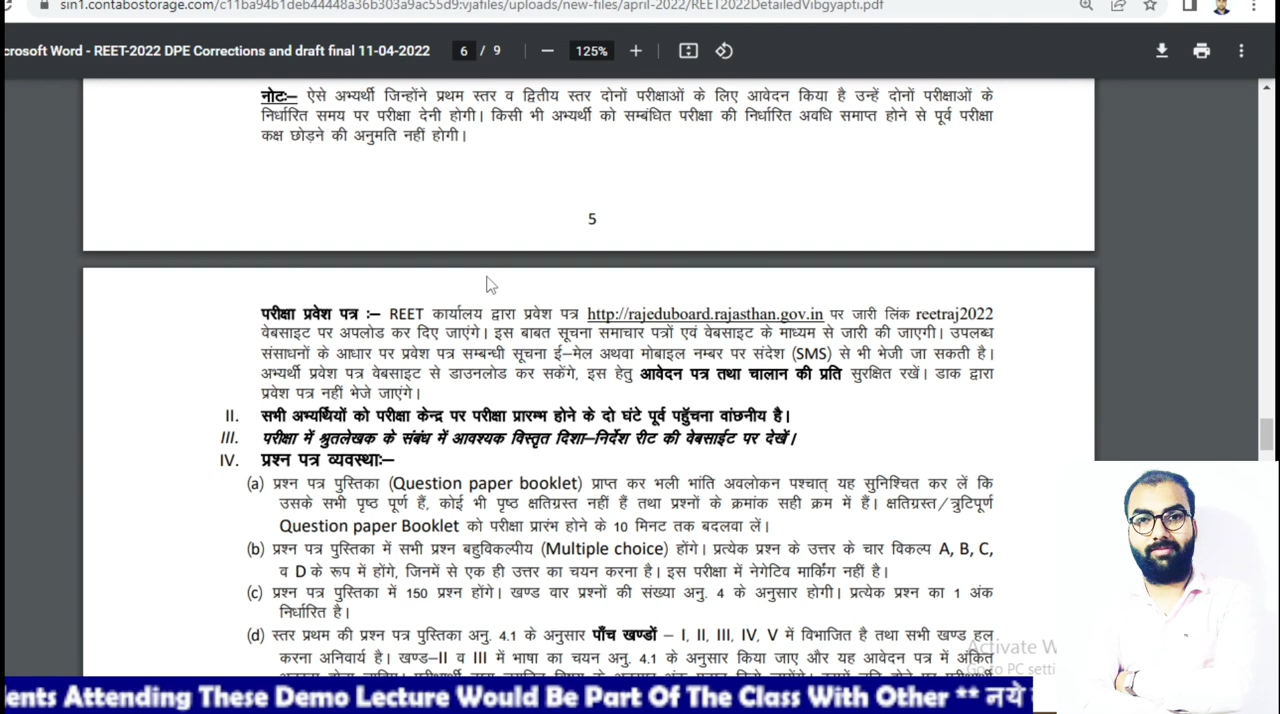 sin1.contabostorage.com/c11ba94b1deb44448a36b303a9ac55d9:vjafiles/uploads/new-files/april-2022/REET2022DetailedVibgyapti.pdf
crosoft Word - REET-2022 DPE Corrections and draft final 11-04-2022 6 / 9 125%
नोटः– ऐसे अभ्यर्थी जिन्होंने प्रथम स्तर व द्वितीय स्तर दोनों परीक्षाओं के लिए आवेदन किया है उन्हें दोनों परीक्षाओं के
निर्धारित समय पर परीक्षा देनी होगी। किसी भी अभ्यर्थी को सम्बंधित परीक्षा की निर्धारित अवधि समाप्त होने से पूर्व परीक्षा
कक्ष छोड़ने की अनुमति नहीं होगी।
5
परीक्षा प्रवेश पत्र :– REET कार्यालय द्वारा प्रवेश पत्र http://rajeduboard.rajasthan.gov.in पर जारी लिंक reetraj2022
वेबसाइट पर अपलोड कर दिए जाएंगे। इस बाबत सूचना समाचार पत्रों एवं वेबसाइट के माध्यम से जारी की जाएगी। उपलब्ध
संसाधनों के आधार पर प्रवेश पत्र सम्बन्धी सूचना ई–मेल अथवा मोबाइल नम्बर पर संदेश (SMS) से भी भेजी जा सकती है।
अभ्यर्थी प्रवेश पत्र वेबसाइट से डाउनलोड कर सकेंगे, इस हेतु आवेदन पत्र तथा चालान की प्रति सुरक्षित रखें। डाक द्वारा
प्रवेश पत्र नहीं भेजे जाएंगे।
II. सभी अभ्यर्थियों को परीक्षा केन्द्र पर परीक्षा प्रारम्भ होने के दो घंटे पूर्व पहुॅचना वांछनीय है।
III. परीक्षा में श्रुतलेखक के संबंध में आवश्यक विस्तृत दिशा–निर्देश रीट की वेबसाईट पर देखें।
IV. प्रश्न पत्र व्यवस्थाः–
(a) प्रश्न पत्र पुस्तिका (Question paper booklet) प्राप्त कर भली भांति अवलोकन पश्चात् यह सुनिश्चित कर लें कि
उसके सभी पृष्ठ पूर्ण हैं, कोई भी पृष्ठ क्षतिग्रस्त नहीं हैं तथा प्रश्नों के क्रमांक सही क्रम में हैं। क्षतिग्रस्त/त्रुटिपूर्ण
Question paper Booklet को परीक्षा प्रारंभ होने के 10 मिनट तक बदलवा लें।
(b) प्रश्न पत्र पुस्तिका में सभी प्रश्न बहुविकल्पीय (Multiple choice) होंगे। प्रत्येक प्रश्न के उत्तर के चार विकल्प A, B, C,
व D के रूप में होंगे, जिनमें से एक ही उत्तर का चयन करना है। इस परीक्षा में नेगेटिव मार्किंग नहीं है।
(c) प्रश्न पत्र पुस्तिका में 150 प्रश्न होंगे। खण्ड वार प्रश्नों की संख्या अनु. 4 के अनुसार होगी। प्रत्येक प्रश्न का 1 अंक
निर्धारित है।
(d) स्तर प्रथम की प्रश्न पत्र पुस्तिका अनु. 4.1 के अनुसार पाँच खण्डों – I, II, III, IV, V में विभाजित है तथा सभी खण्ड हल
करना अनिवार्य है। खण्ड–II व III में भाषा का चयन अनु. 4.1 के अनुसार किया जाए और यह आवेदन पत्र में अंकित
Activate W
Go to PC setti
ents Attending These Demo Lecture Would Be Part Of The Class With Other ** नये